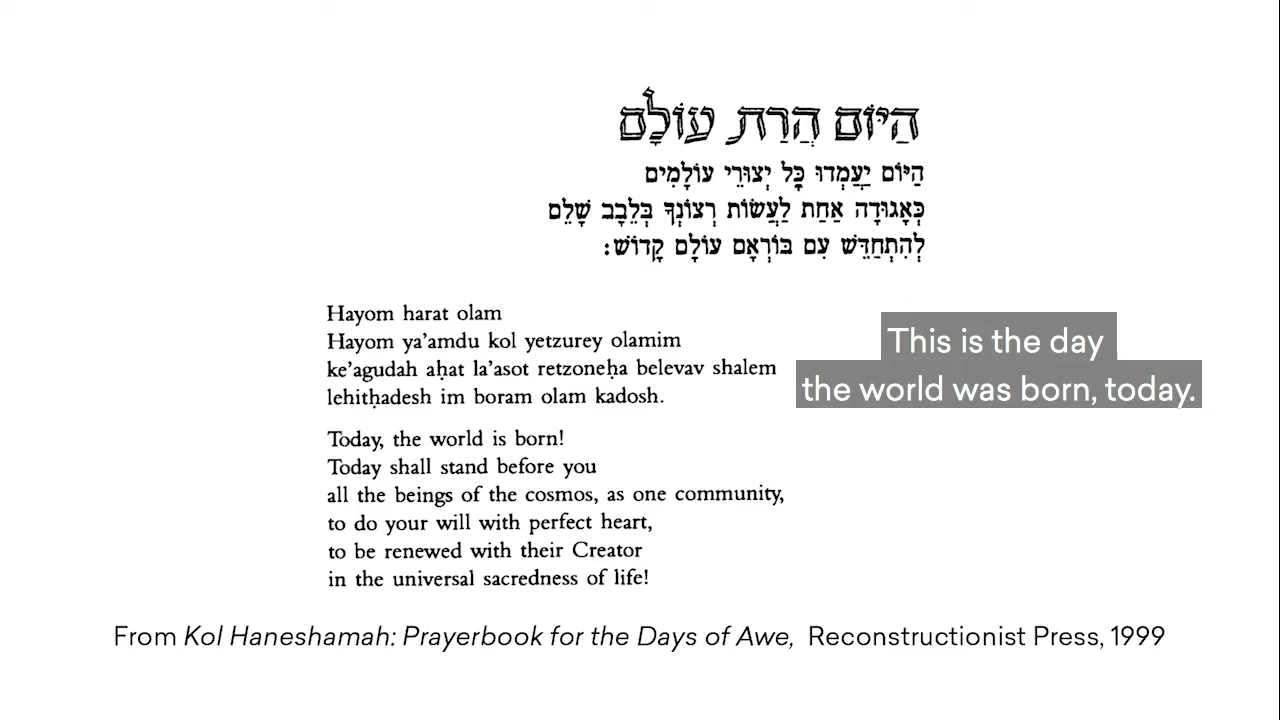 הַיּוֹם הֲרַת עוֹלָם
הַיּוֹם יַעַמְדוּ כׇּל יְצוּרֵי עוֹלָמִים
כְּאָגוּדָה אַחַת לַעֲשׂוֹת רְצוֹנְךָ בְּלֵבָב שָׁלֵם
לְהִתְחַדֵּשׁ עִם בּוֹרְאָם עוֹלָם קָדוֹשׁ:
Hayom harat olam
Hayom ya'amdu kol yetzurey olamim
ke'agudah aḥat la'asot retzoneḥa belevav shalem
lehitḥadesh im boram olam kadosh.
This is the day
the world was born, today.
Today, the world is born!
Today shall stand before you
all the beings of the cosmos, as one community,
to do your will with perfect heart,
to be renewed with their Creator
in the universal sacredness of life!
From Kol Haneshamah: Prayerbook for the Days of Awe, Reconstructionist Press, 1999